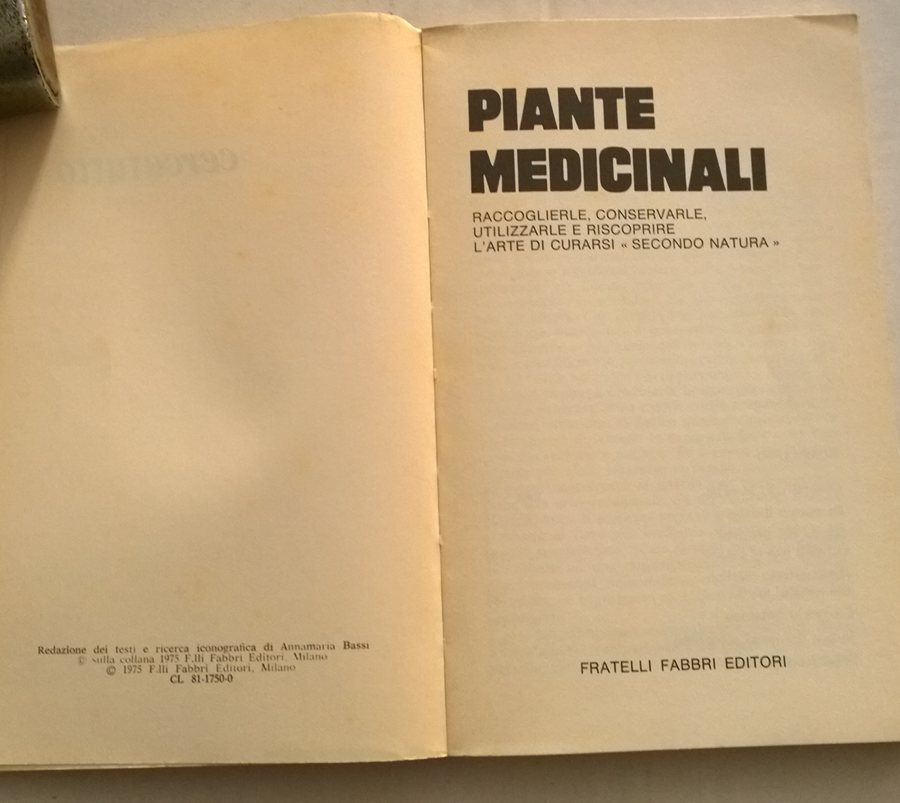 Redazione dei testi e ricerca iconografica di Annamaria Bassi
© sulla collana 1975 F.lli Fabbri Editori, Milano
© 1975 F.lli Fabbri Editori, Milano
CL 81-1750-0
PIANTE
MEDICINALI
RACCOGLIERLE, CONSERVARLE,
UTILIZZARLE E RISCOPRIRE
L'ARTE DI CURARSI « SECONDO NATURA »
FRATELLI FABBRI EDITORI